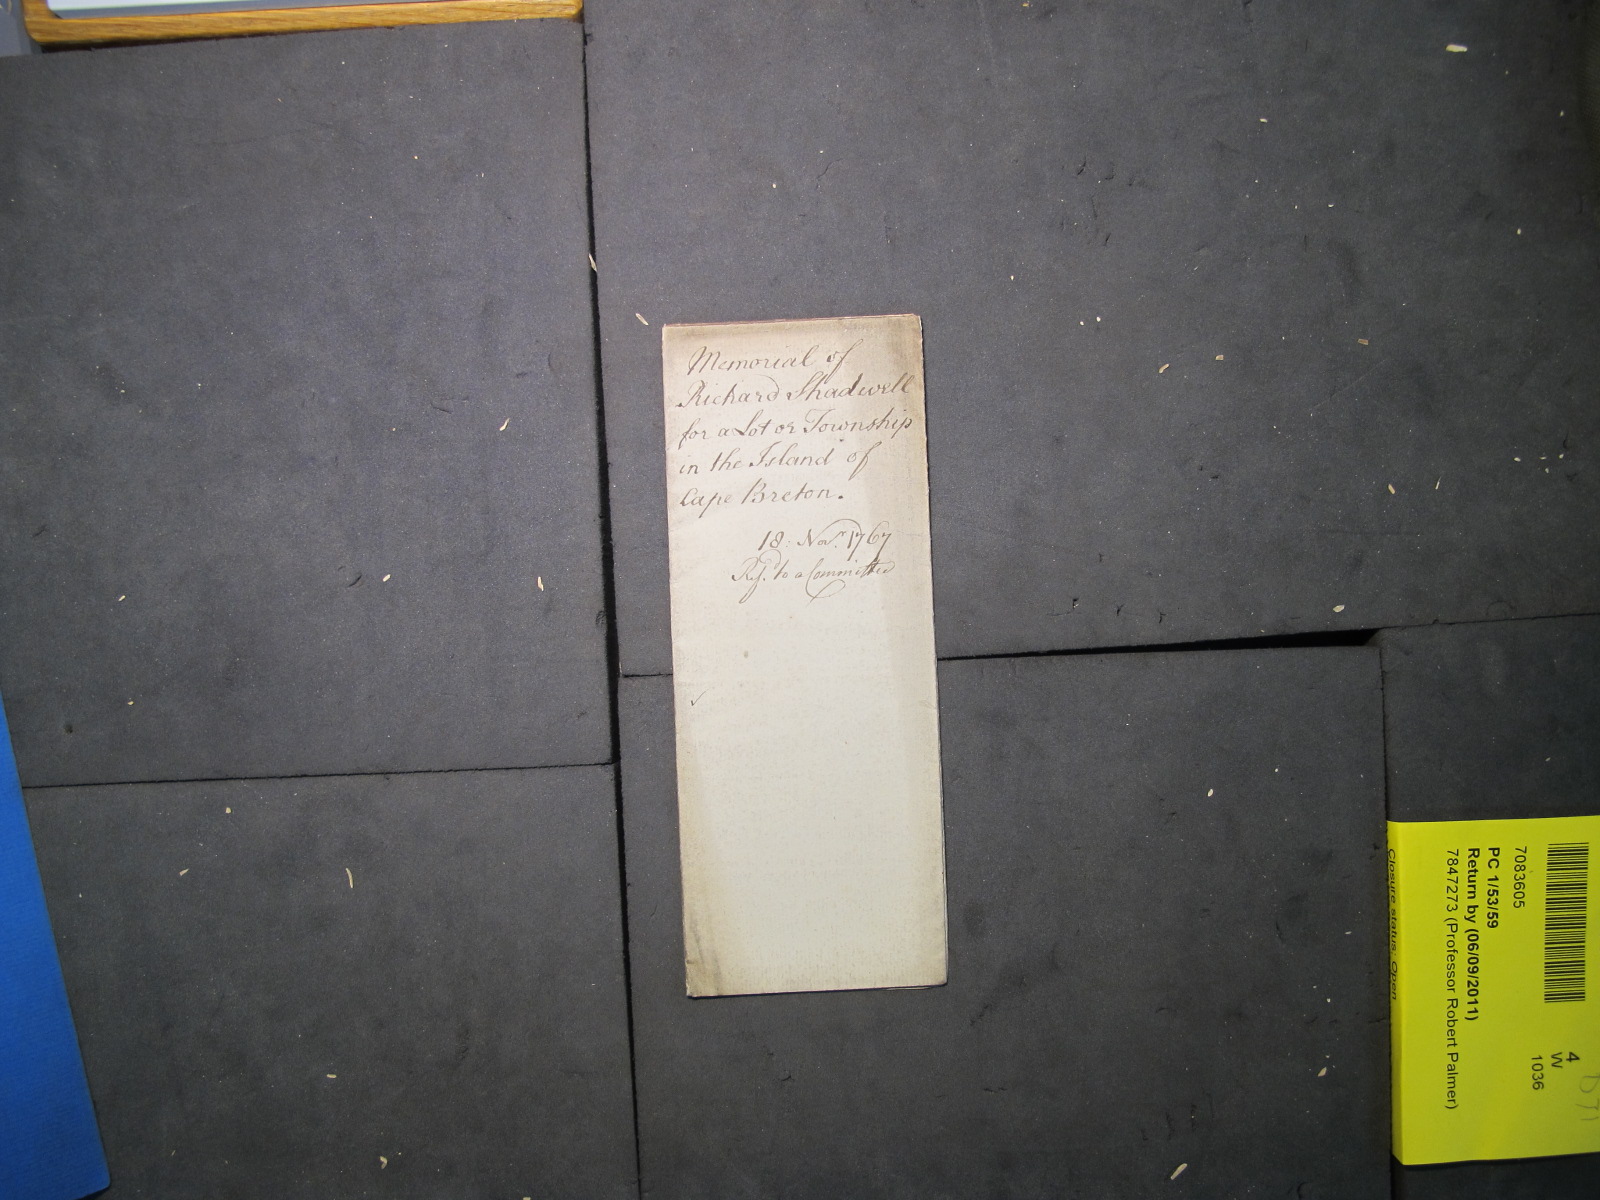 Memorial of
Richard Shadwell
for a Lot or Township
in the Island of
Cape Breton.
18: Novr. 1767
Ref. to a Committee
7083605
PC 1/53/59
Return by (06/09/2011)
7847273 (Professor Robert Palmer)
Closure status: Open
4
W
1036